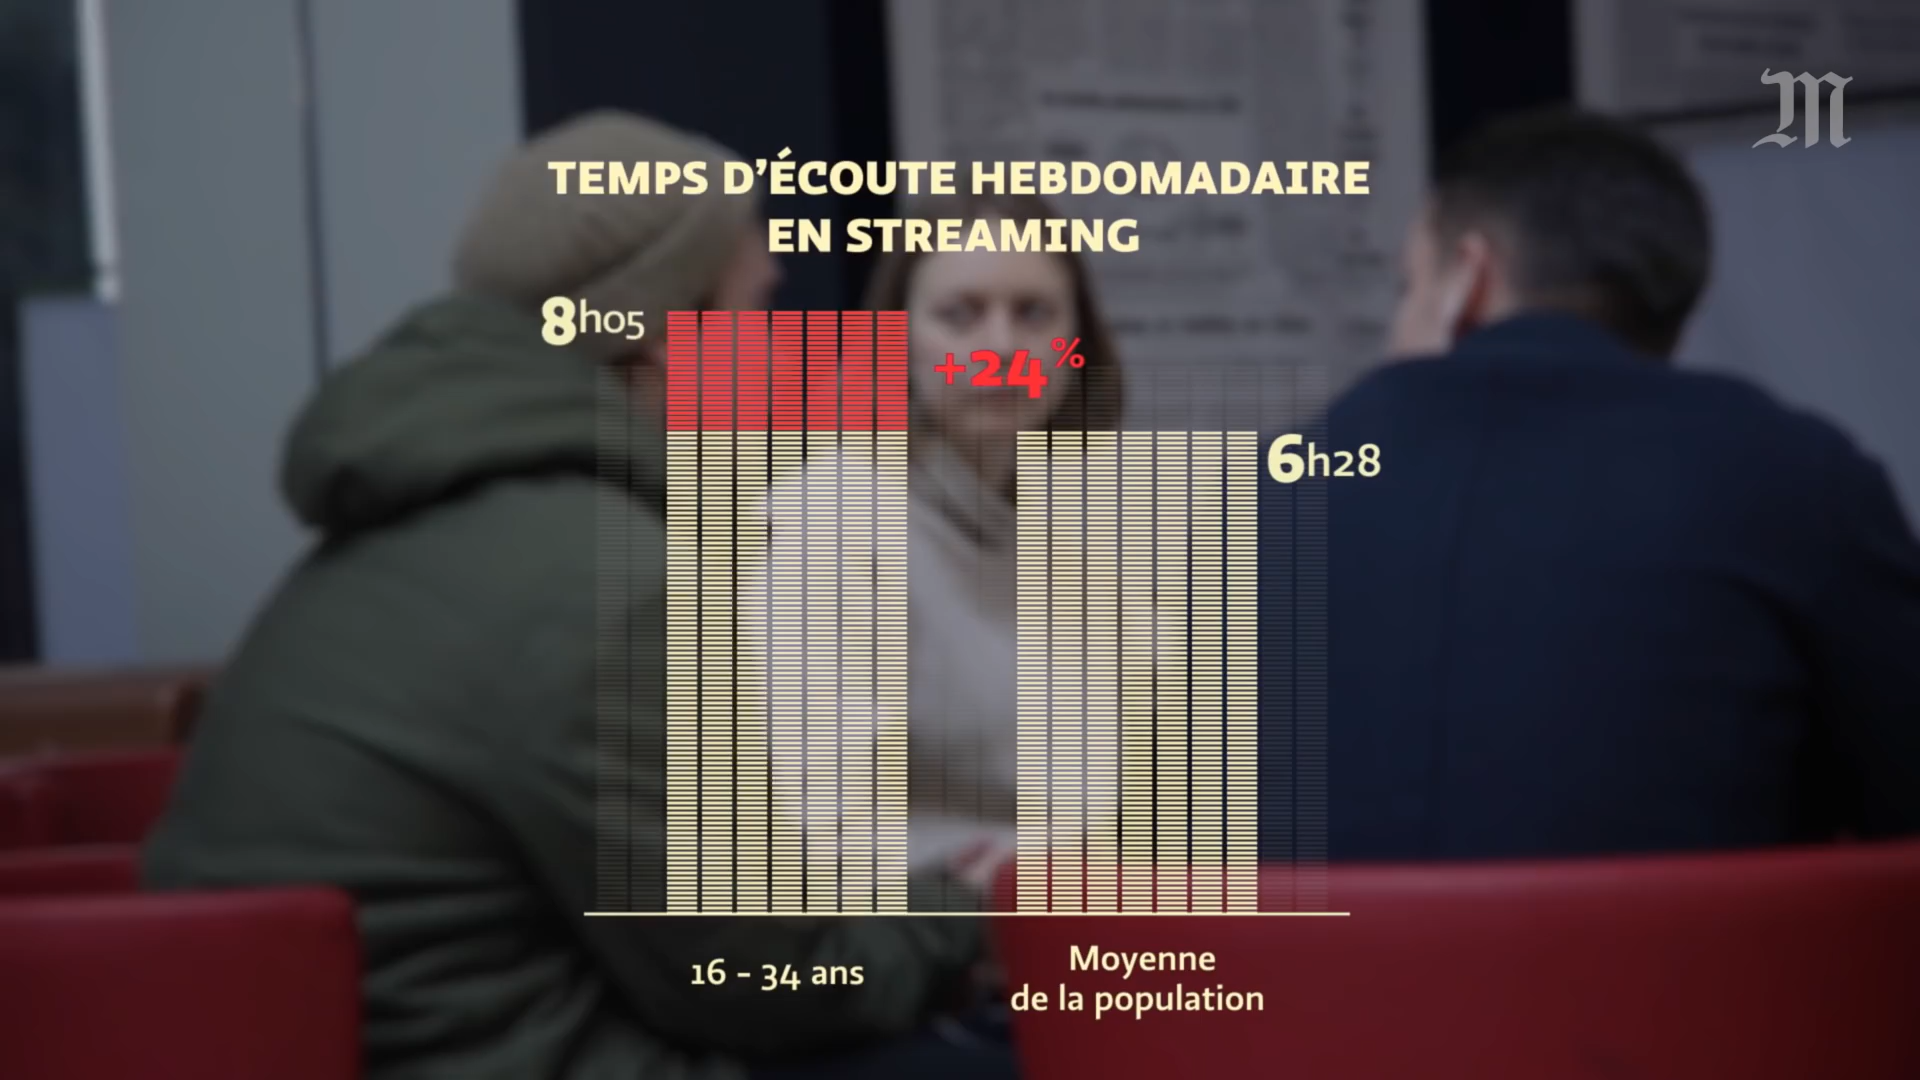 M
TEMPS D'ÉCOUTE HEBDOMADAIRE
EN STREAMING
8h05
+24%
6h28
16 - 34 ans
Moyenne
de la population